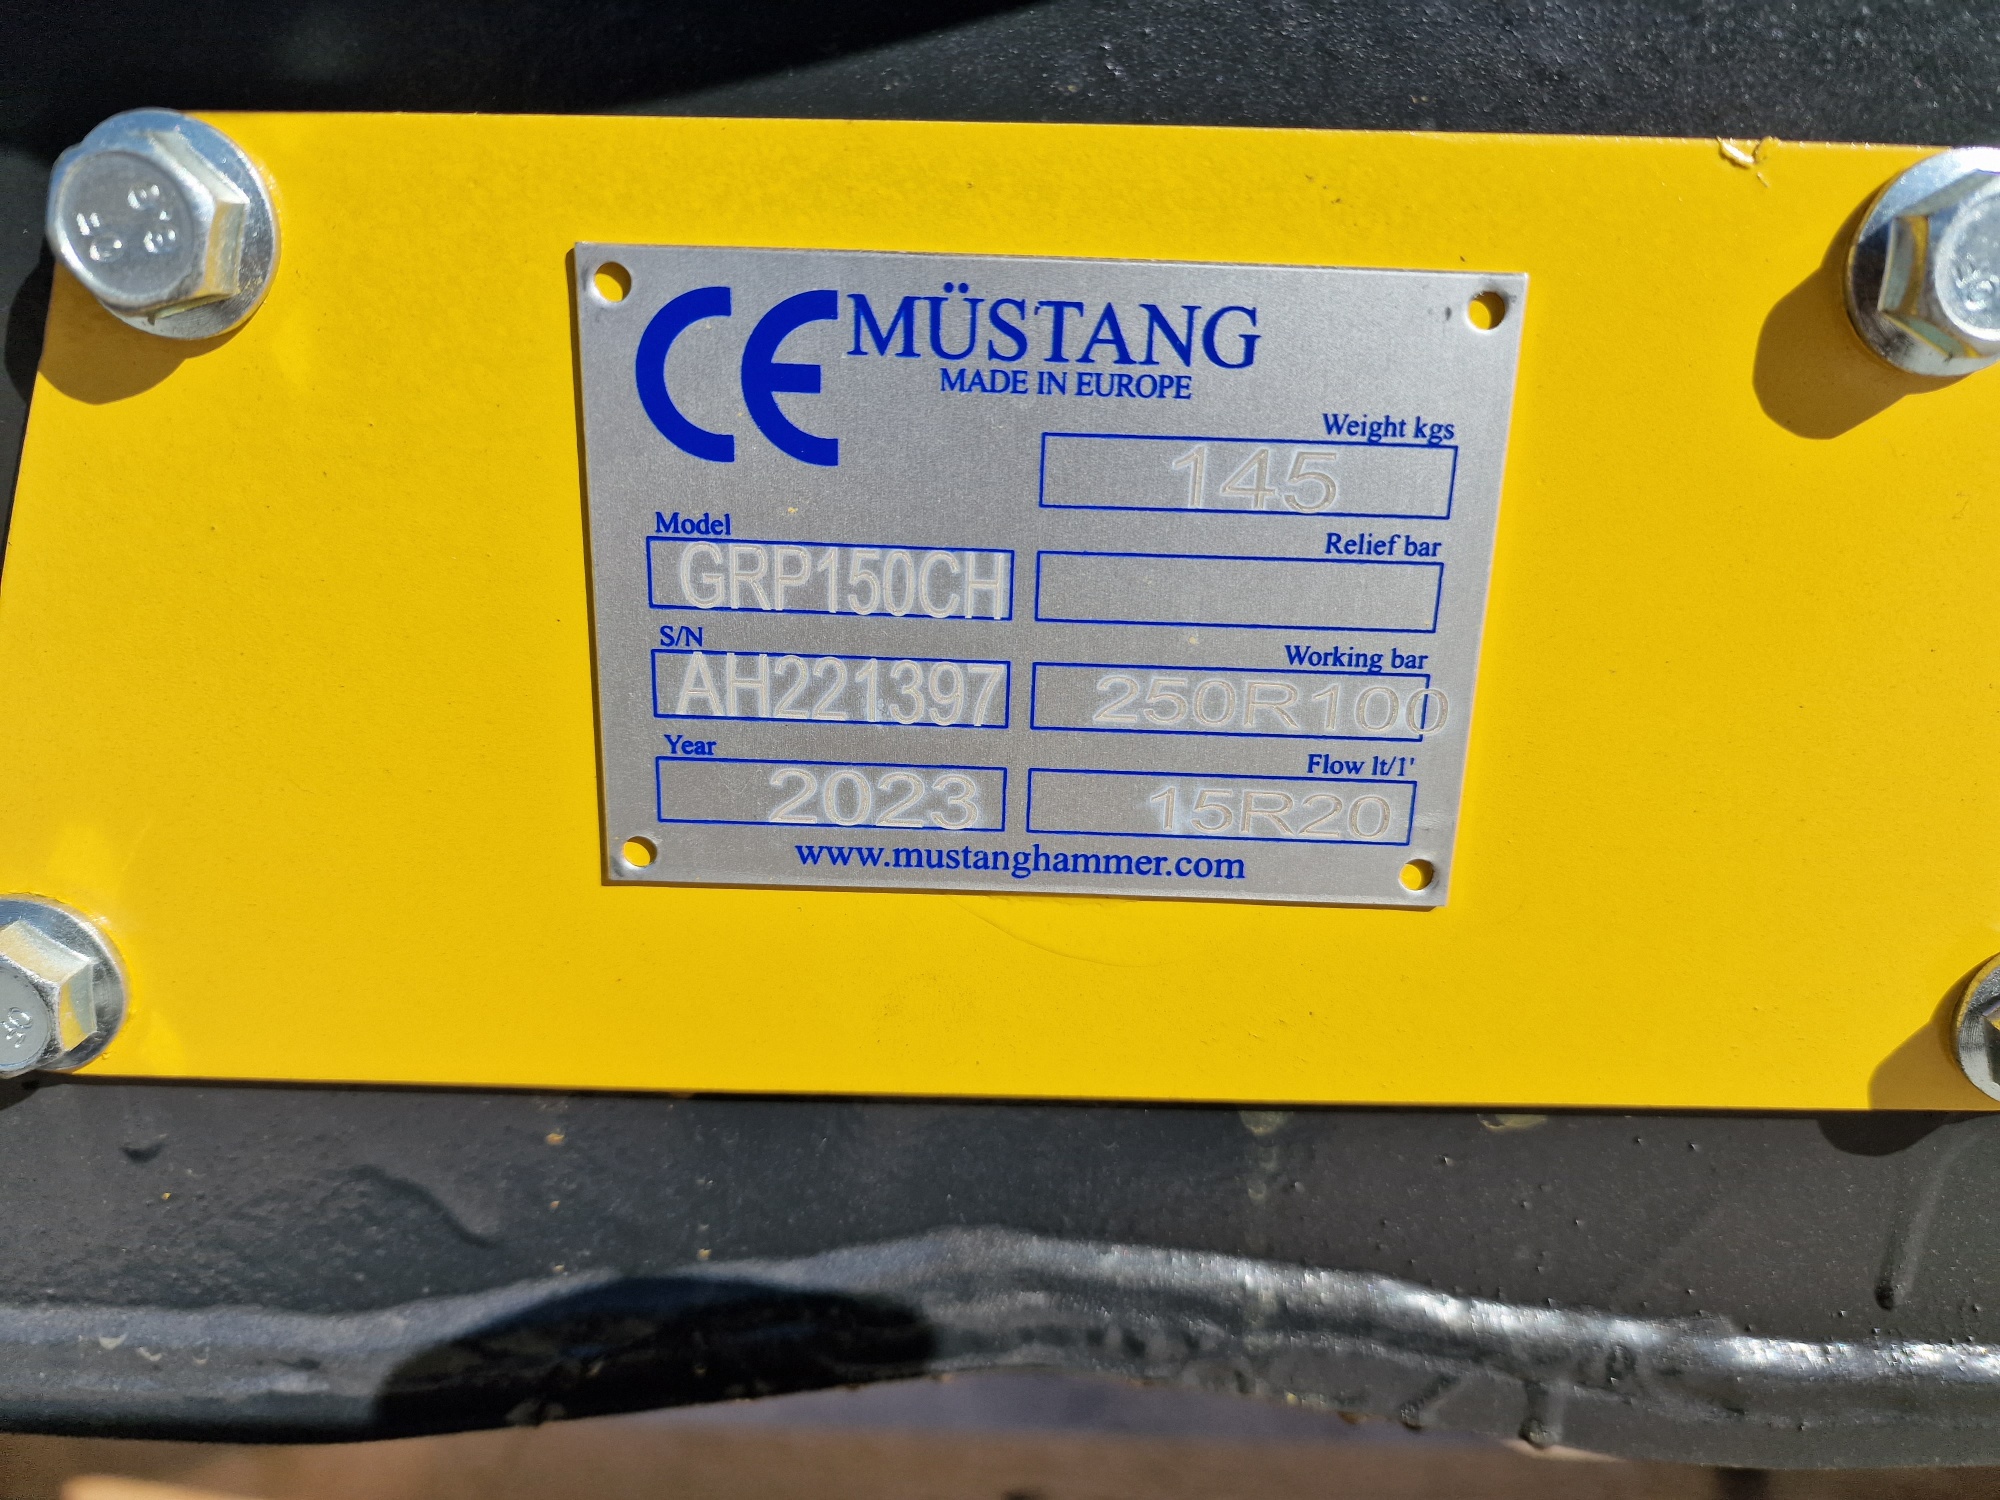 CE MÜSTANG
MADE IN EUROPE
Weight kgs
145
Model
GRP150CH
Relief bar
S/N
AH221397
Working bar
250R100
Year
2023
Flow lt/1'
15R20
www.mustanghammer.com